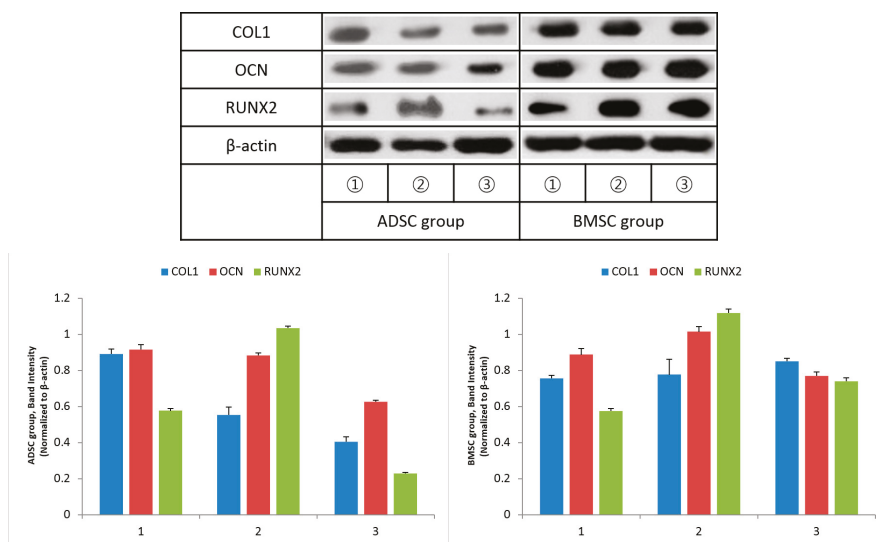 COL1
OCN
RUNX2
β-actin
① ② ③ ① ② ③
ADSC group BMSC group
COL1 OCN RUNX2
ADSC group, Band Intensity
(Normalized to β-actin)
1.2
1
0.8
0.6
0.4
0.2
0
1 2 3
COL1 OCN RUNX2
BMSC group, Band Intensity
(Normalized to β-actin)
1.2
1
0.8
0.6
0.4
0.2
0
1 2 3